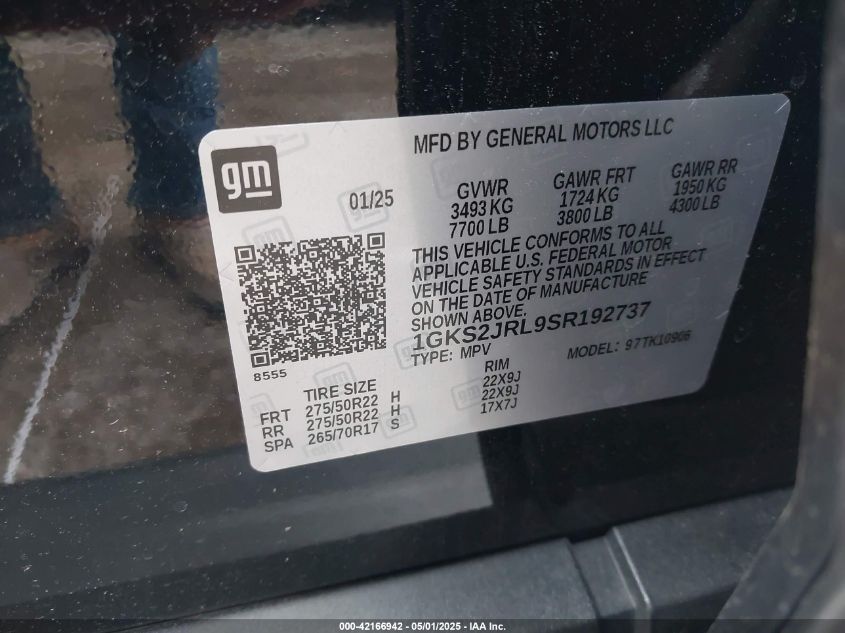 MFD BY GENERAL MOTORS LLC
gm
01/25
GVWR
3493 KG
7700 LB
GAWR FRT
1724 KG
3800 LB
GAWR RR
1950 KG
4300 LB
THIS VEHICLE CONFORMS TO ALL
APPLICABLE U.S. FEDERAL MOTOR
VEHICLE SAFETY STANDARDS IN EFFECT
ON THE DATE OF MANUFACTURE
SHOWN ABOVE.
1GKS2JRL9SR192737
TYPE: MPV
MODEL: 97TK10906
8555
TIRE SIZE
RIM
FRT 275/50R22 H 22X9J
RR 275/50R22 H 22X9J
SPA 265/70R17 S 17X7J
000-42166942 - 05/01/2025 - IAA Inc.